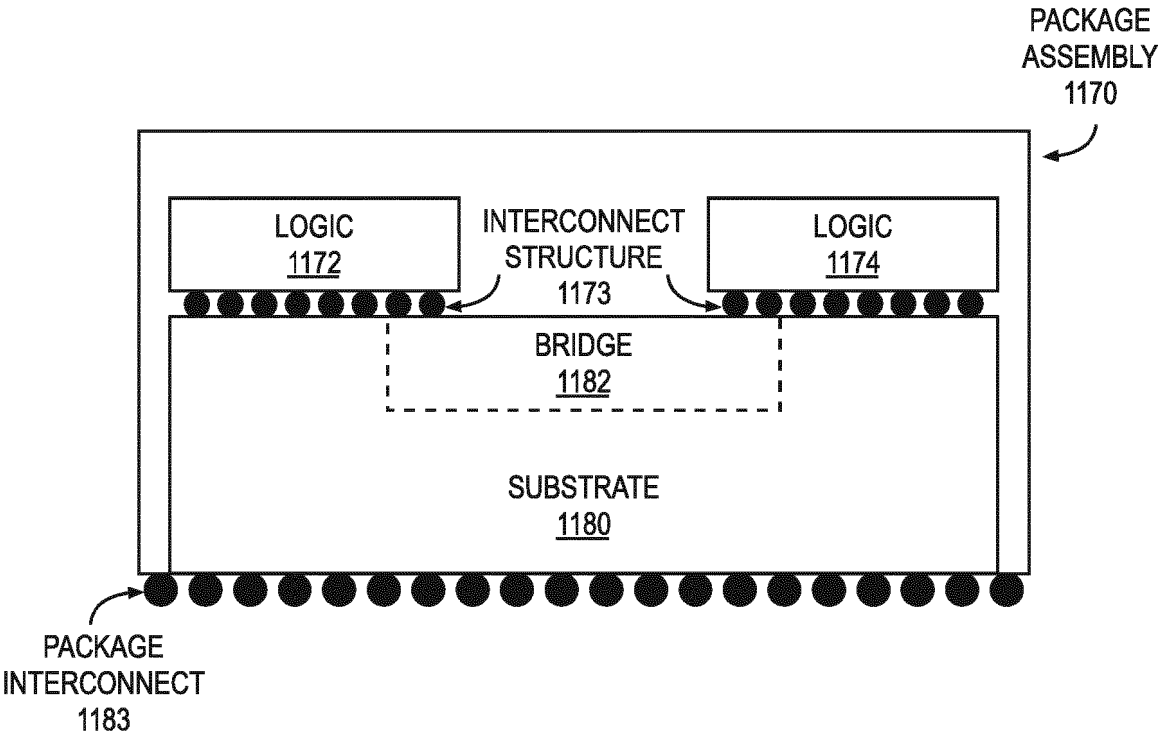 PACKAGE
ASSEMBLY
1170
LOGIC
1172
INTERCONNECT
STRUCTURE
1173
LOGIC
1174
BRIDGE
1182
SUBSTRATE
1180
PACKAGE
INTERCONNECT
1183